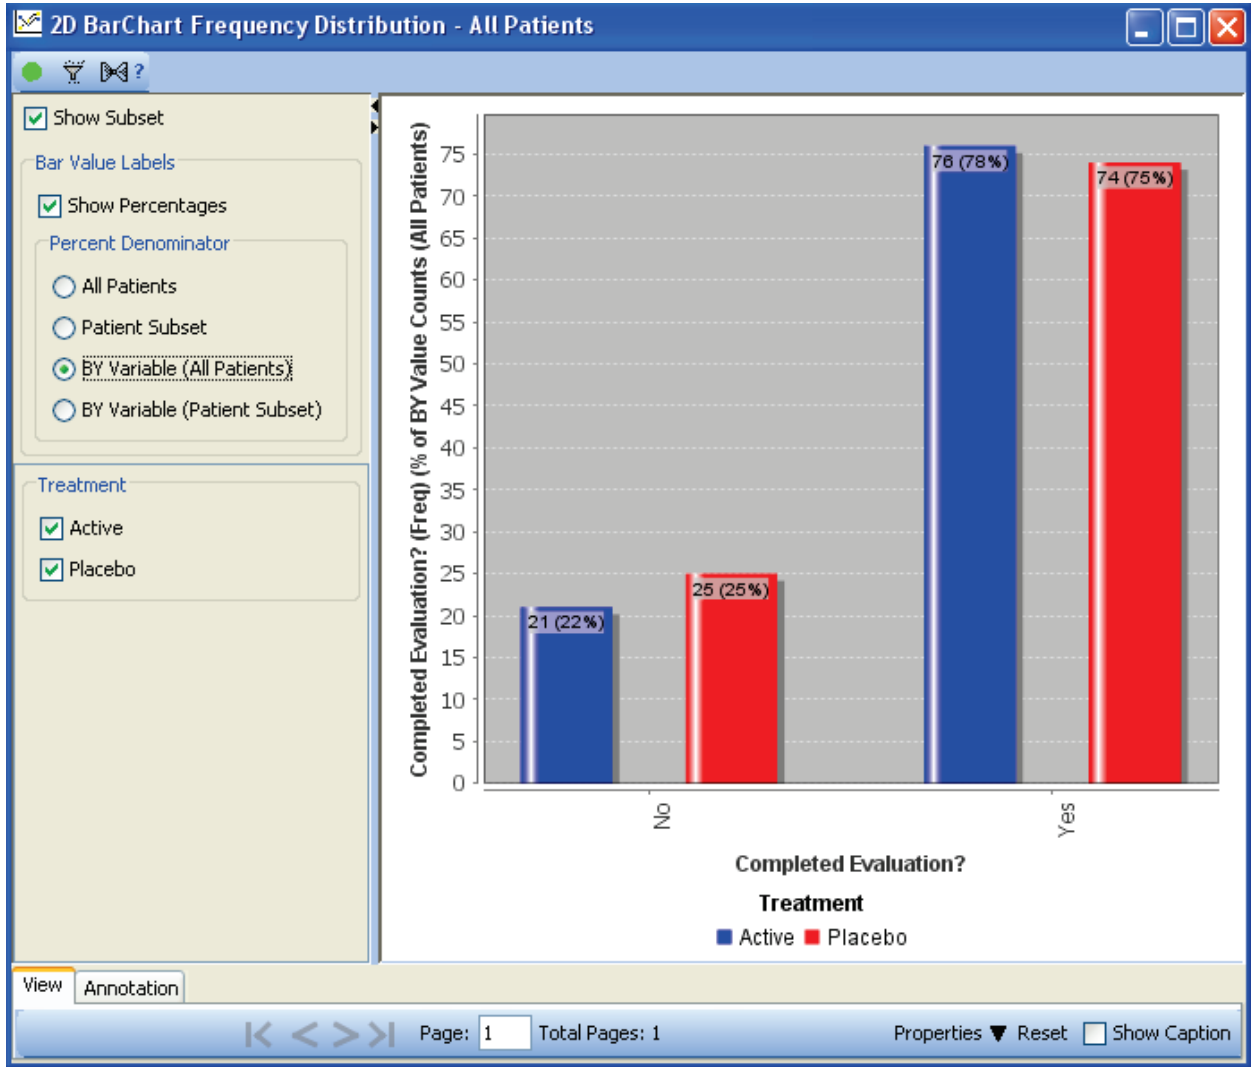 2D BarChart Frequency Distribution - All Patients
?
Show Subset
Bar Value Labels
Show Percentages
Percent Denominator
All Patients
Patient Subset
BY Variable (All Patients)
BY Variable (Patient Subset)
Treatment
Active
Placebo
Completed Evaluation? (Freq) (% of BY Value Counts (All Patients)
75
70
65
60
55
50
45
40
35
30
25
20
15
10
5
0
21 (22%)
25 (25%)
76 (78%)
74 (75%)
No
Yes
Completed Evaluation?
Treatment
Active Placebo
View Annotation
Page: 1 Total Pages: 1 Properties Reset Show Caption